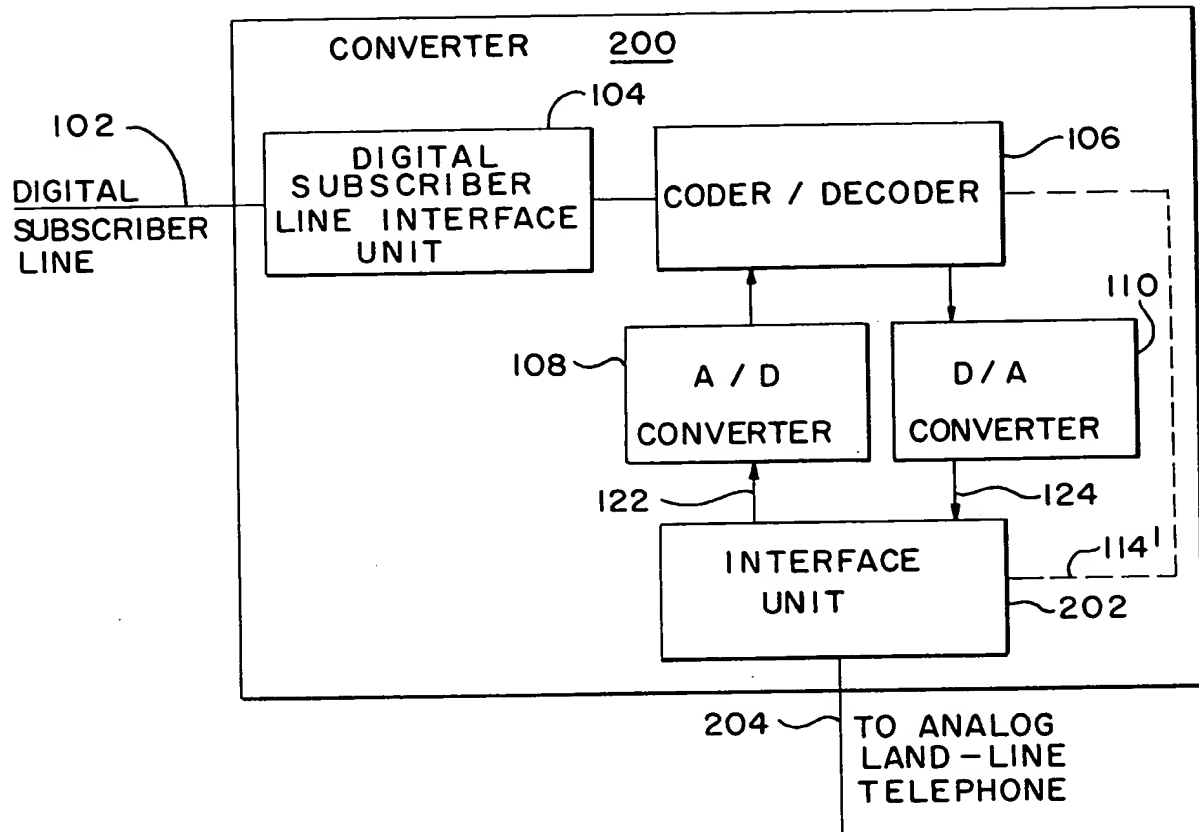 CONVERTER 200
104
102
106
DIGITAL
SUBSCRIBER
LINE
DIGITAL
SUBSCRIBER
LINE INTERFACE
UNIT
CODER / DECODER
110
108
A / D
CONVERTER
D / A
CONVERTER
122
124
INTERFACE
UNIT
114'
202
204
TO ANALOG
LAND-LINE
TELEPHONE